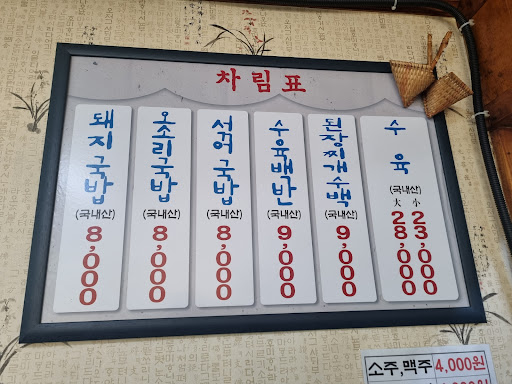 차림표
돼지국밥
(국내산)
8,000
오소리국밥
(국내산)
8,000
섞어국밥
(국내산)
8,000
수육백반
(국내산)
9,000
된장찌개수백
(국내산)
9,000
수육
(국내산)
大 小
28,000 23,000
소주,맥주 4,000원